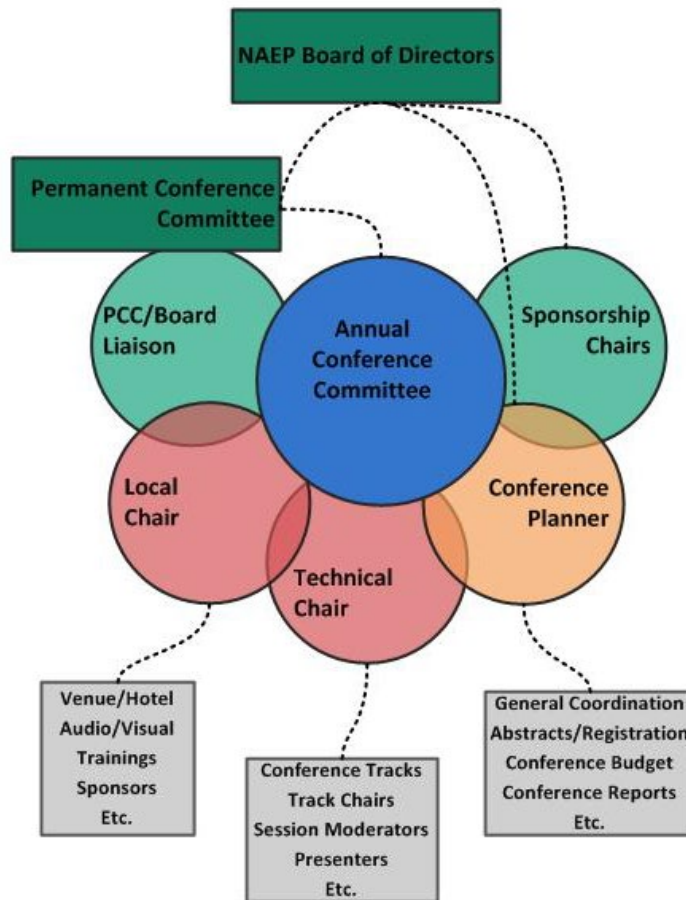 NAEP Board of Directors
Permanent Conference
Committee
PCC/Board
Liaison
Annual
Conference
Committee
Sponsorship
Chairs
Local
Chair
Technical
Chair
Conference
Planner
Venue/Hotel
Audio/Visual
Trainings
Sponsors
Etc.
Conference Tracks
Track Chairs
Session Moderators
Presenters
Etc.
General Coordination
Abstracts/Registration
Conference Budget
Conference Reports
Etc.